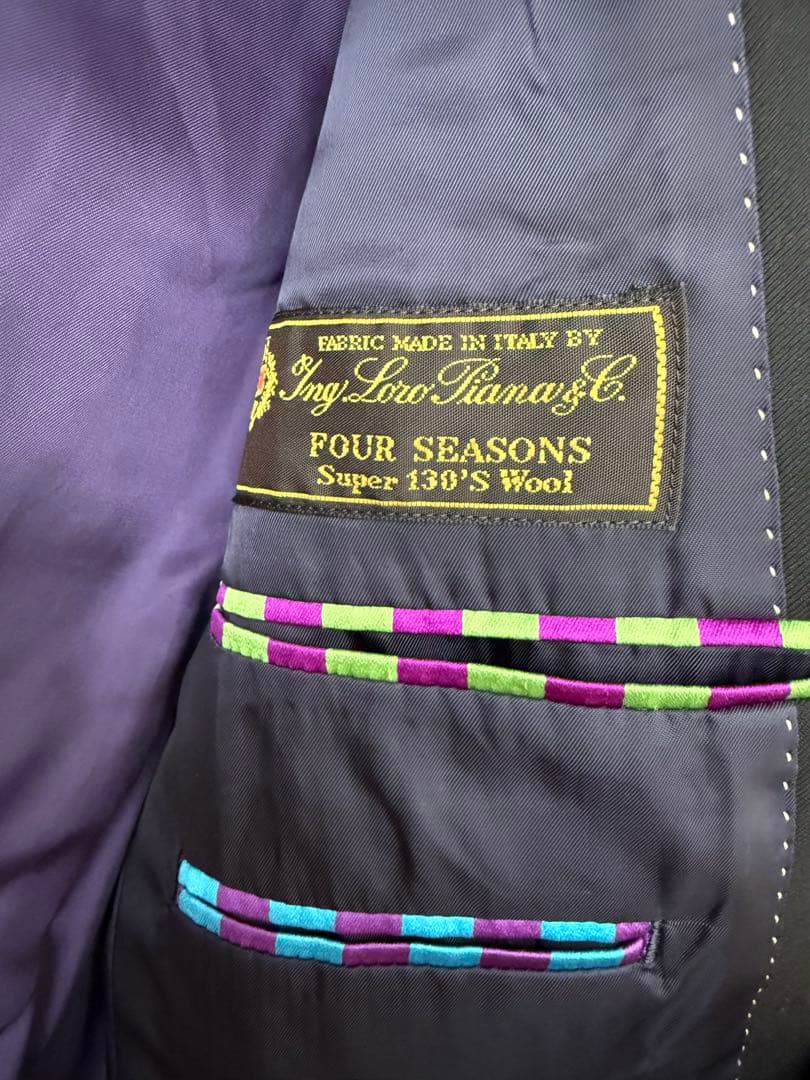 FABRIC MADE IN ITALY BY
Ing. Loro Piana & C.
FOUR SEASONS
Super 130'S Wool